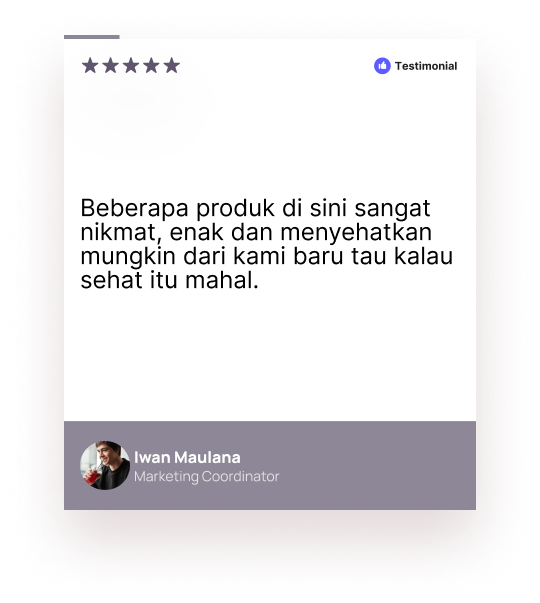 Testimonial
Beberapa produk di sini sangat
nikmat, enak dan menyehatkan
mungkin dari kami baru tau kalau
sehat itu mahal.
Iwan Maulana
Marketing Coordinator